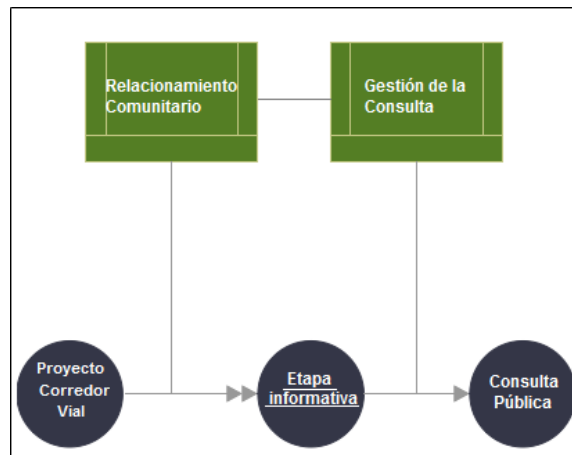 Relacionamiento
Comunitario
Gestión de la
Consulta
Proyecto
Corredor
Vial
Etapa
informativa
Consulta
Pública